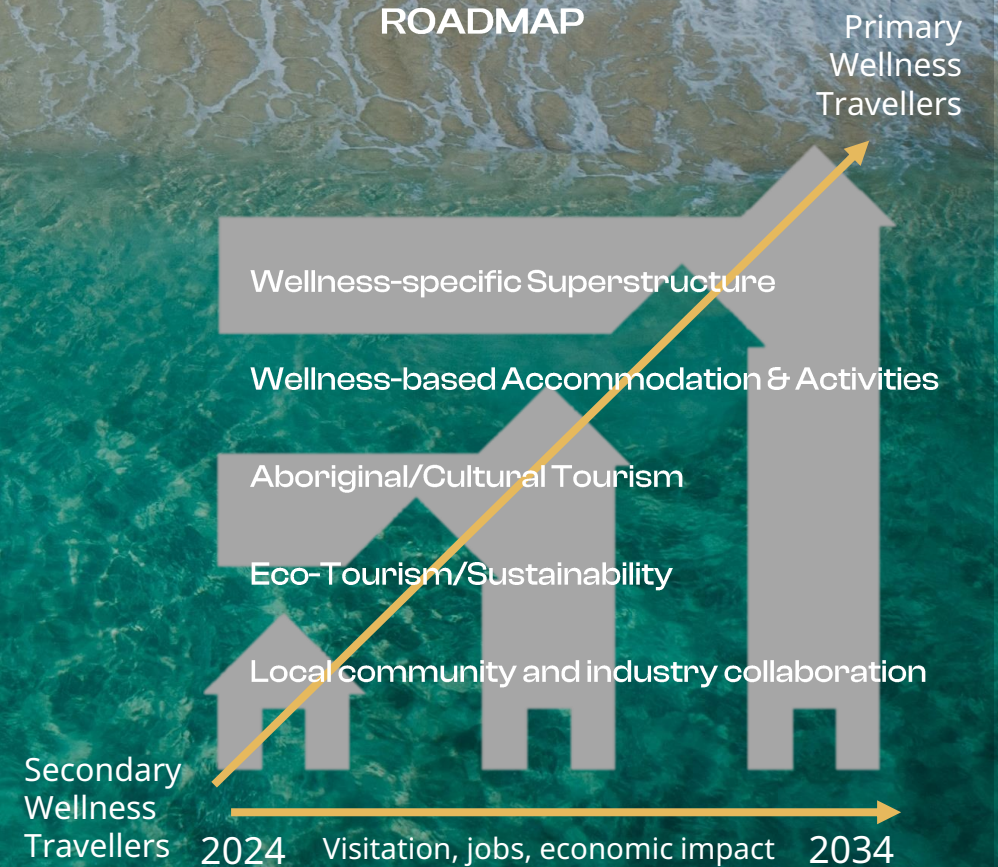 ROADMAP
Primary
Wellness
Travellers
Wellness-specific Superstructure
Wellness-based Accommodation & Activities
Aboriginal/Cultural Tourism
Eco-Tourism/Sustainability
Local community and industry collaboration
Secondary
Wellness
Travellers
2024
Visitation, jobs, economic impact
2034